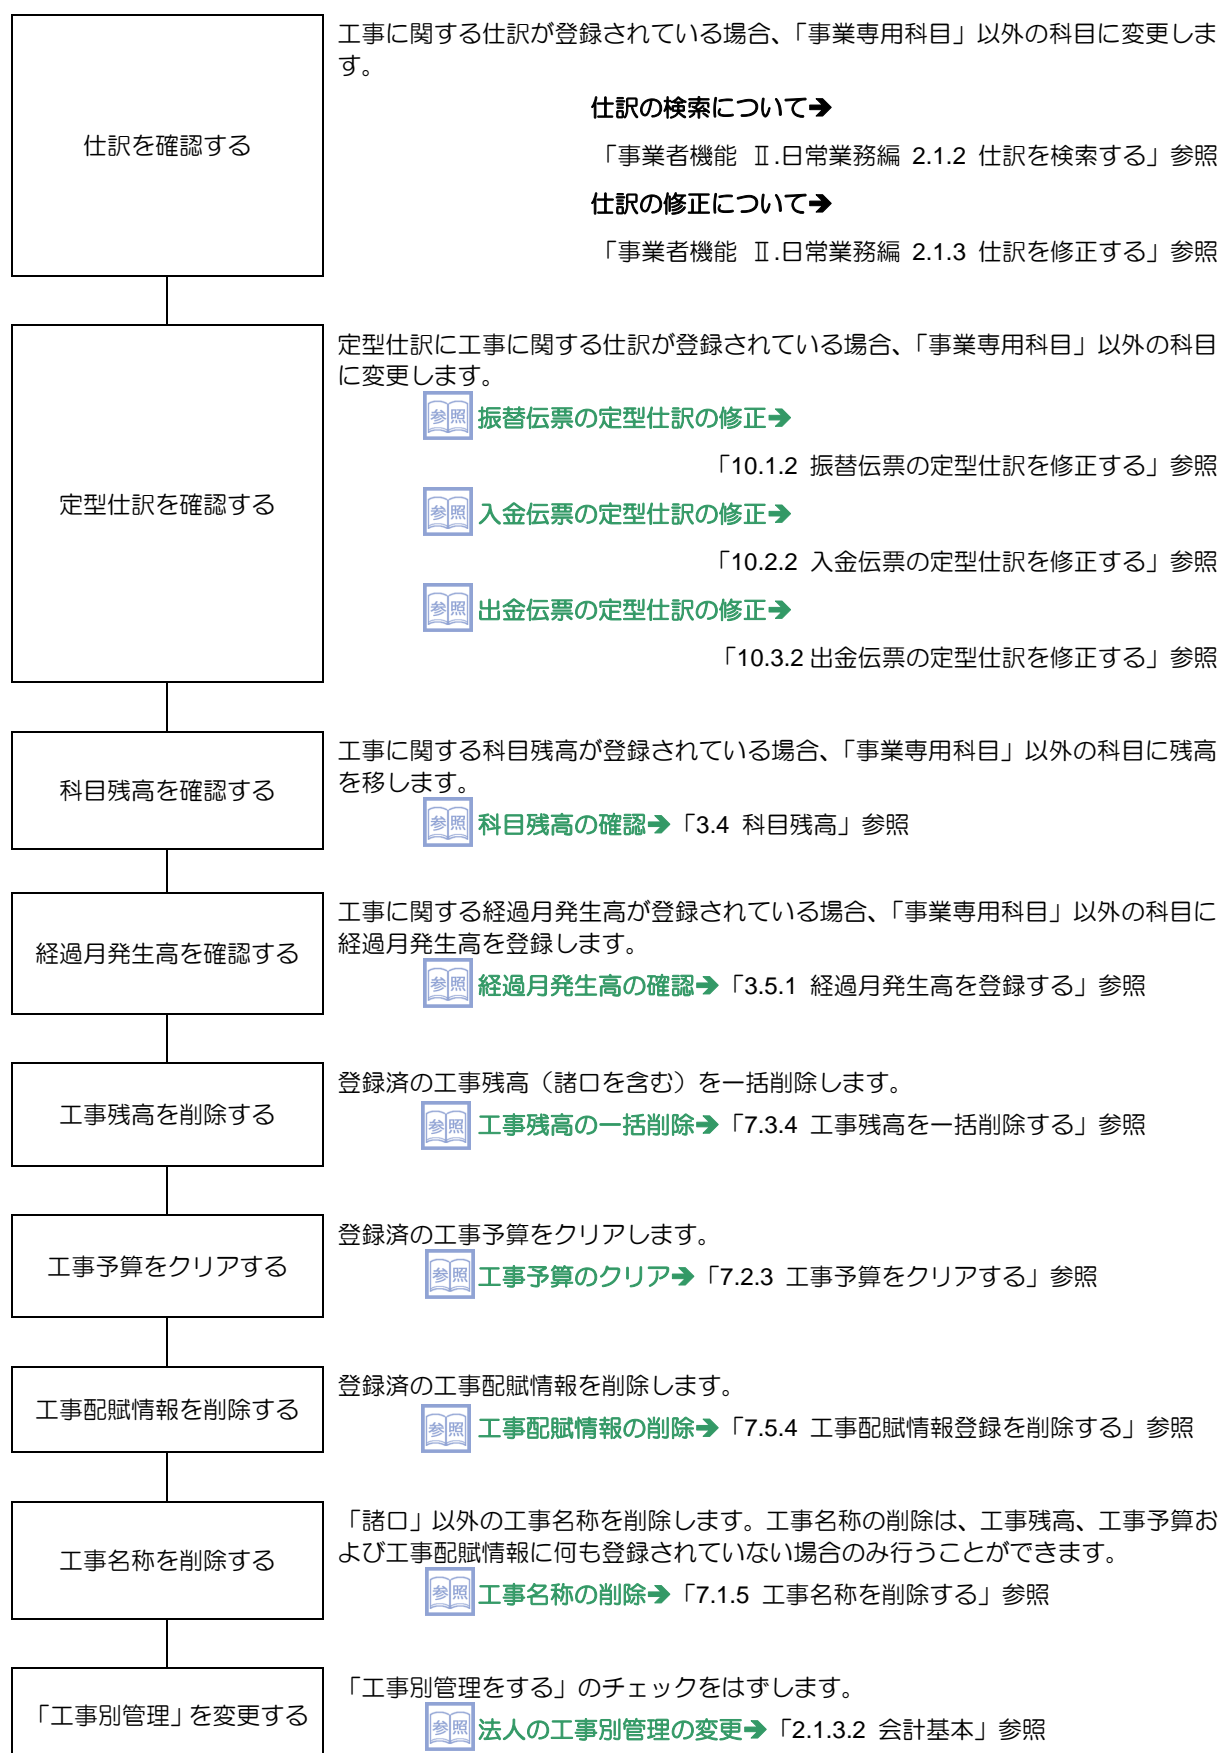 仕訳を確認する
工事に関する仕訳が登録されている場合、「事業専用科目」以外の科目に変更しま
す。
仕訳の検索について➔
「事業者機能 Ⅱ.日常業務編 2.1.2 仕訳を検索する」参照
仕訳の修正について➔
「事業者機能 Ⅱ.日常業務編 2.1.3 仕訳を修正する」参照
定型仕訳を確認する
定型仕訳に工事に関する仕訳が登録されている場合、「事業専用科目」以外の科目
に変更します。
参照 振替伝票の定型仕訳の修正➔
「10.1.2 振替伝票の定型仕訳を修正する」参照
参照 入金伝票の定型仕訳の修正➔
「10.2.2 入金伝票の定型仕訳を修正する」参照
参照 出金伝票の定型仕訳の修正➔
「10.3.2出金伝票の定型仕訳を修正する」参照
科目残高を確認する
工事に関する科目残高が登録されている場合、「事業専用科目」以外の科目に残高
を移します。
参照 科目残高の確認➔「3.4 科目残高」参照
経過月発生高を確認する
工事に関する経過月発生高が登録されている場合、「事業専用科目」以外の科目に
経過月発生高を登録します。
参照 経過月発生高の確認➔「3.5.1 経過月発生高を登録する」参照
工事残高を削除する
登録済の工事残高（諸口を含む）を一括削除します。
参照 工事残高の一括削除➔「7.3.4 工事残高を一括削除する」参照
工事予算をクリアする
登録済の工事予算をクリアします。
参照 工事予算のクリア➔「7.2.3 工事予算をクリアする」参照
工事配賦情報を削除する
登録済の工事配賦情報を削除します。
参照 工事配賦情報の削除➔「7.5.4 工事配賦情報登録を削除する」参照
工事名称を削除する
「諸口」以外の工事名称を削除します。工事名称の削除は、工事残高、工事予算お
よび工事配賦情報に何も登録されていない場合のみ行うことができます。
参照 工事名称の削除➔「7.1.5 工事名称を削除する」参照
「工事別管理」を変更する
「工事別管理をする」のチェックをはずします。
参照 法人の工事別管理の変更➔「2.1.3.2 会計基本」参照